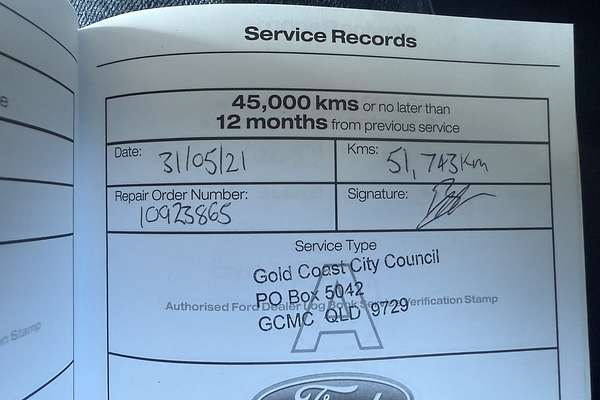 Service Records
45,000 kms or no later than
12 months from previous service
Date: 31/05/21
Kms: 51,743km
Repair Order Number: 10923865
Signature:
Service Type
A
Gold Coast City Council
PO Box 5042
Authorised Ford Dealer Log Book Service Verification Stamp
GCMC QLD 9729
Ford